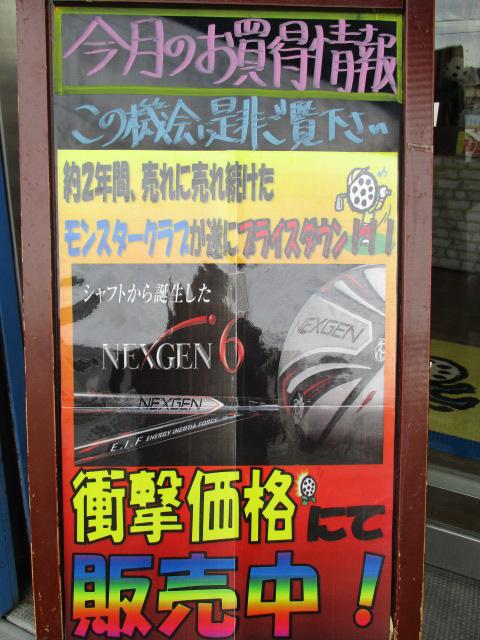 今月のお買得情報
この機会に是非ご覧下さい
約2年間、売れに売れ続けた
モンスタークラブが遂にプライスダウン!!
シャフトから誕生した
NEXGEN 6
NEXGEN
NEXGEN
E.I.F ENERGY INERTIA FORCE
衝撃価格にて
販売中!